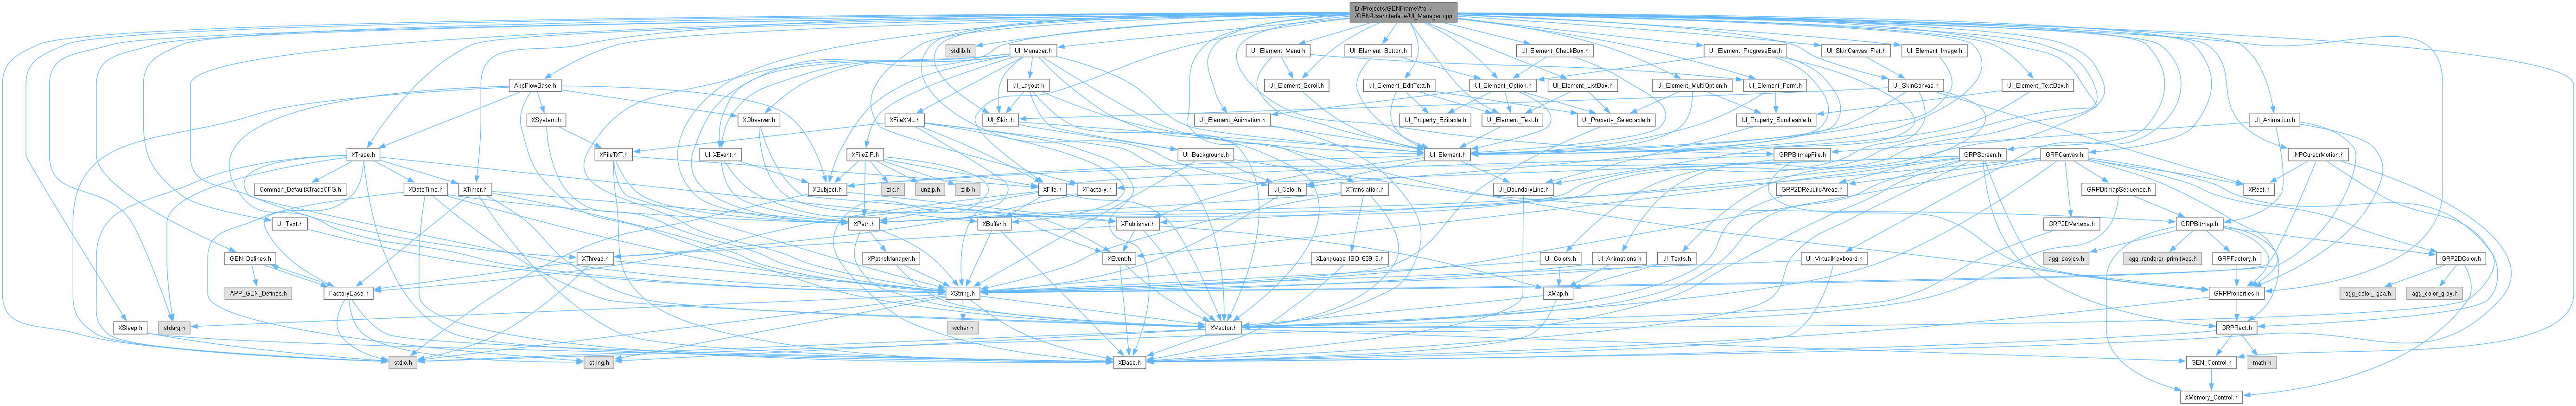 D:/Projects/GENFrameWork
/GEN/UserInterface/UI_Manager.cpp
stdlib.h
UI_Manager.h
UI_Element_Menu.h
UI_Element_Button.h
UI_Element_CheckBox.h
UI_Element_ProgressBar.h
UI_SkinCanvas_Flat.h
UI_Element_Image.h
AppFlowBase.h
UI_Layout.h
UI_Element_Scroll.h
UI_Element_EditText.h
UI_Element_Option.h
UI_Element_ListBox.h
UI_Element_MultiOption.h
UI_Element_Form.h
UI_SkinCanvas.h
UI_Element_TextBox.h
XSystem.h
XObserver.h
XFileXML.h
UI_Skin.h
UI_Element_Animation.h
UI_Property_Editable.h
UI_Element_Text.h
UI_Property_Selectable.h
UI_Property_Scrolleable.h
UI_Animation.h
XTrace.h
XFileTXT.h
UI_XEvent.h
XFileZIP.h
UI_Background.h
UI_Element.h
GRPBitmapFile.h
GRPScreen.h
GRPCanvas.h
INPCursorMotion.h
Common_DefaultXTraceCFG.h
XDateTime.h
XTimer.h
XSubject.h
zip.h
unzip.h
zlib.h
XFile.h
XFactory.h
UI_Color.h
XTranslation.h
UI_BoundaryLine.h
GRP2DRebuildAreas.h
GRPBitmapSequence.h
XRect.h
UI_Text.h
XPath.h
XBuffer.h
XPublisher.h
GRP2DVertexs.h
GRPBitmap.h
GEN_Defines.h
XThread.h
XPathsManager.h
XEvent.h
XLanguage_ISO_639_3.h
UI_Colors.h
UI_Animations.h
UI_Texts.h
UI_VirtualKeyboard.h
agg_basics.h
agg_renderer_primitives.h
GRPFactory.h
GRP2DColor.h
APP_GEN_Defines.h
FactoryBase.h
XString.h
XMap.h
GRPProperties.h
agg_color_rgba.h
agg_color_gray.h
XSleep.h
stdarg.h
wchar.h
XVector.h
GRPRect.h
stdio.h
string.h
XBase.h
GEN_Control.h
math.h
XMemory_Control.h